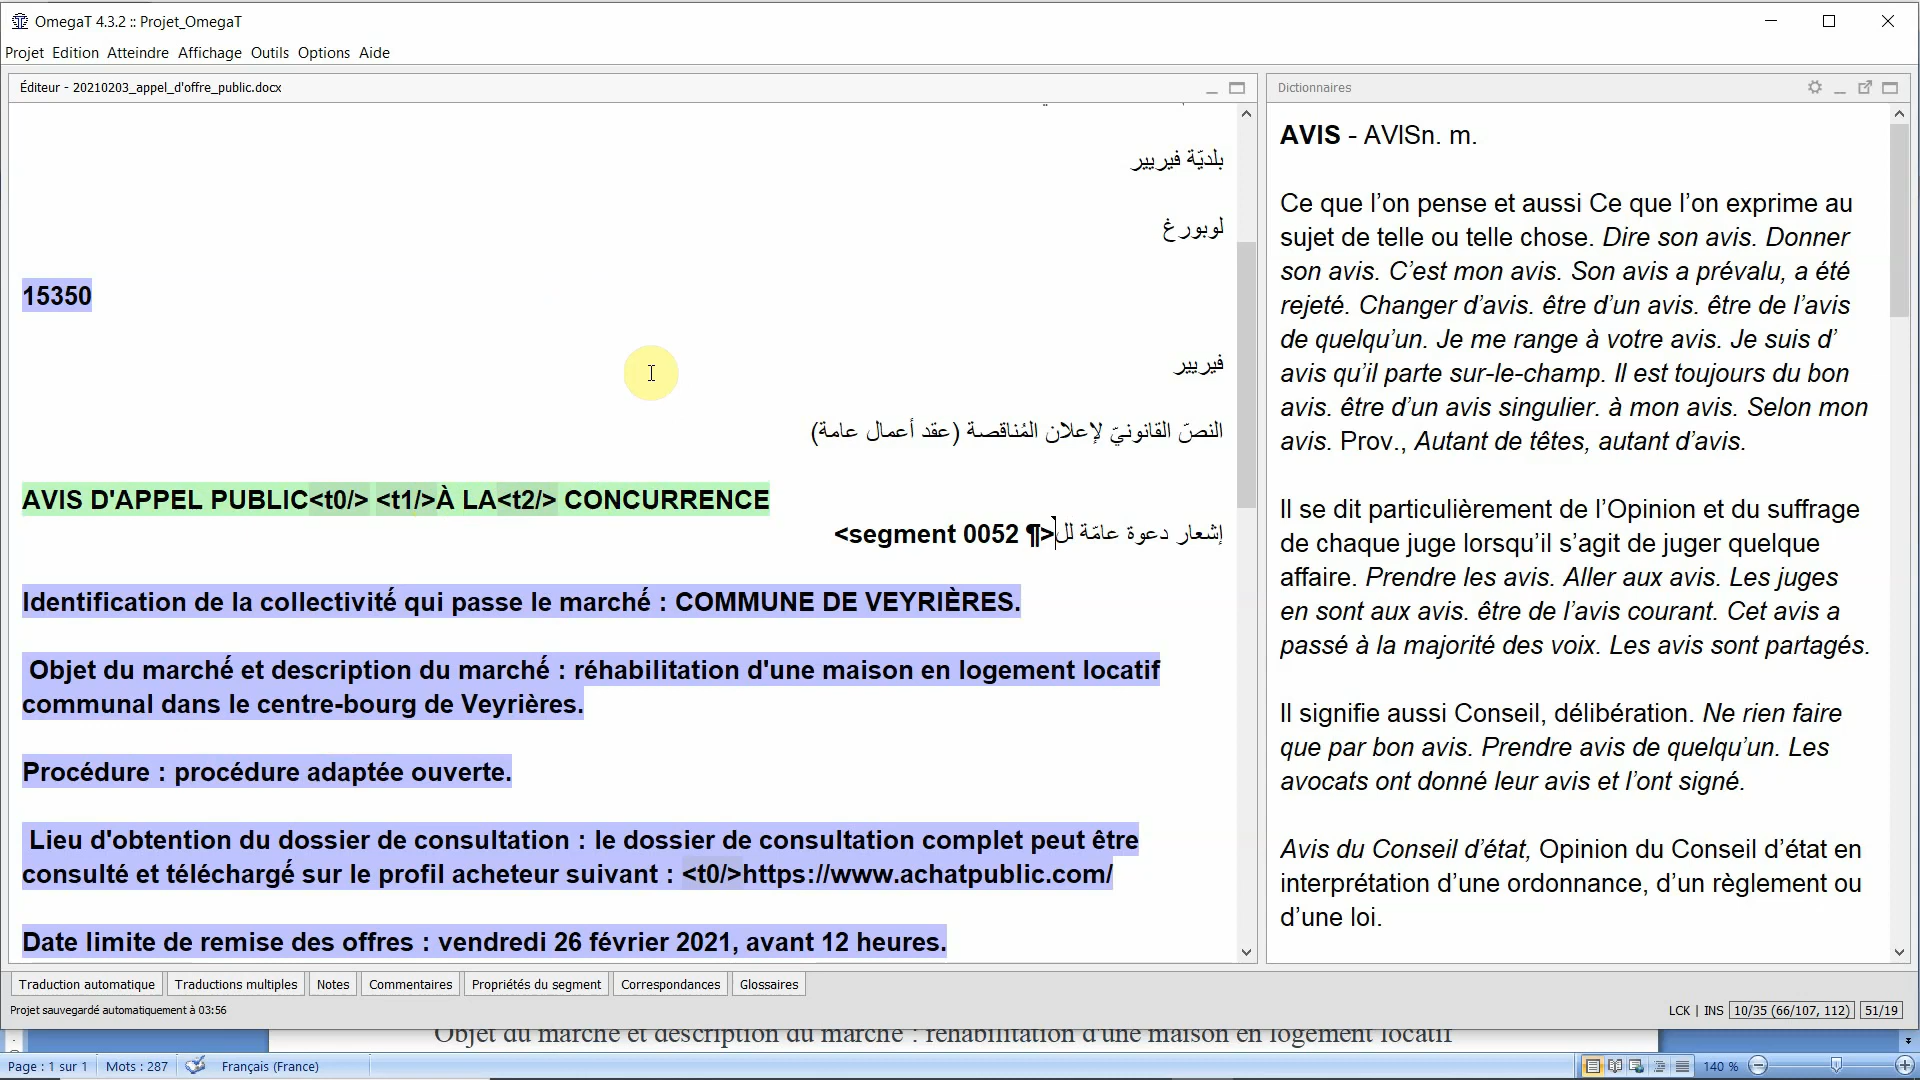 OmegaT 4.3.2 :: Projet_OmegaT
Projet Edition Atteindre Affichage Outils Options Aide
Éditeur - 20210203_appel_d'offre_public.docx
بلديّة فيريير
لوبورغ
15350
فيريير
النصّ القانونيّ لإعلان المُناقصة (عقد أعمال عامة)
AVIS D'APPEL PUBLIC<t0/> <t1/>À LA<t2/> CONCURRENCE
إشعار دعوة عامّة لل<segment 0052 ¶>
Identification de la collectivité́ qui passe le marché́ : COMMUNE DE VEYRIÈRES.
Objet du marché́ et description du marché́ : réhabilitation d'une maison en logement locatif
communal dans le centre-bourg de Veyrières.
Procédure : procédure adaptée ouverte.
Lieu d'obtention du dossier de consultation : le dossier de consultation complet peut être
consulté et téléchargé́ sur le profil acheteur suivant : <t0/>https://www.achatpublic.com/
Date limite de remise des offres : vendredi 26 février 2021, avant 12 heures.
Dictionnaires
AVIS - AVISn. m.
Ce que l’on pense et aussi Ce que l’on exprime au
sujet de telle ou telle chose. Dire son avis. Donner
son avis. C’est mon avis. Son avis a prévalu, a été
rejeté. Changer d’avis. être d’un avis. être de l’avis
de quelqu’un. Je me range à votre avis. Je suis d’
avis qu’il parte sur-le-champ. Il est toujours du bon
avis. être d’un avis singulier. à mon avis. Selon mon
avis. Prov., Autant de têtes, autant d’avis.
Il se dit particulièrement de l’Opinion et du suffrage
de chaque juge lorsqu’il s’agit de juger quelque
affaire. Prendre les avis. Aller aux avis. Les juges
en sont aux avis. être de l’avis courant. Cet avis a
passé à la majorité des voix. Les avis sont partagés.
Il signifie aussi Conseil, délibération. Ne rien faire
que par bon avis. Prendre avis de quelqu’un. Les
avocats ont donné leur avis et l’ont signé.
Avis du Conseil d’état, Opinion du Conseil d’état en
interprétation d’une ordonnance, d’un règlement ou
d’une loi.
Traduction automatique Traductions multiples Notes Commentaires Propriétés du segment Correspondances Glossaires
Projet sauvegardé automatiquement à 03:56
LCK | INS 10/35 (66/107, 112) 51/19
Objet du marché et description du marché : réhabilitation d'une maison en logement locatif
Page : 1 sur 1 Mots : 287 Français (France) 140 %